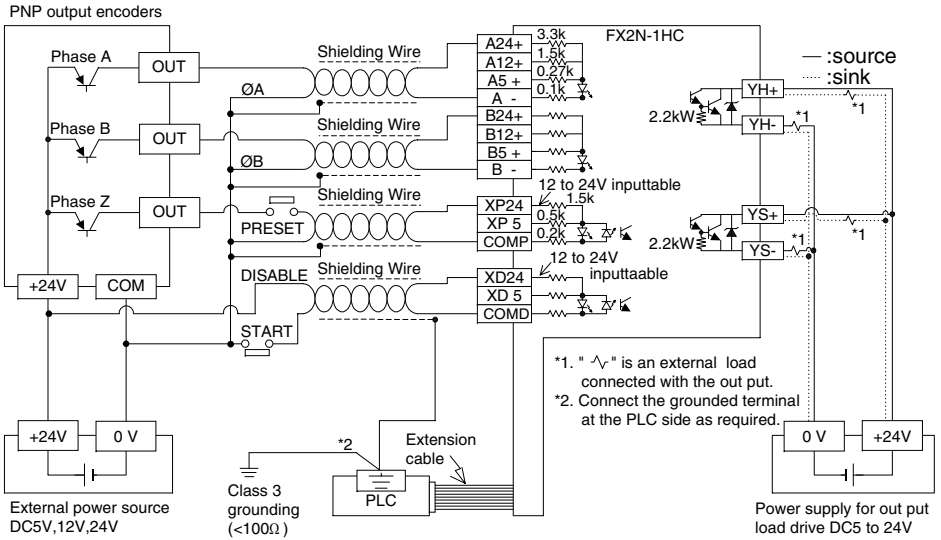 PNP output encoders
Phase A
OUT
Phase B
OUT
Phase Z
OUT
+24V
COM
Shielding Wire
ØA
ØB
Shielding Wire
Shielding Wire
PRESET
DISABLE
Shielding Wire
START
A24+
A12+
A5 +
A -
B24+
B12+
B5 +
B -
XP24
XP 5
COMP
XD24
XD 5
COMD
3.3k
1.5k
0.27k
0.1k
12 to 24V inputtable
1.5k
0.5k
0.2k
12 to 24V
inputtaable
FX2N-1HC
— :source
······ :sink
YH+
YH-
2.2kW
*1
*1
YS+
YS-
2.2kW
*1
*1
*1. " " is an external load
connected with the out put.
*2. Connect the grounded terminal
at the PLC side as required.
+24V
0 V
External power source
DC5V,12V,24V
*2
Class 3
grounding
(<100Ω )
PLC
Extension
cable
0 V
+24V
Power supply for out put
load drive DC5 to 24V